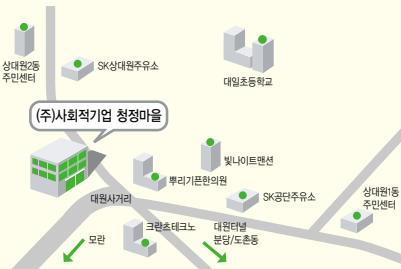 상대원2동
주민센터
SK상대원주유소
대일초등학교
(주)사회적기업 청정마을
빛나이트맨션
뿌리기픈한의원
SK공단주유소
상대원1동
주민센터
대원사거리
크란츠테크노
대원터널
분당/도촌동
모란